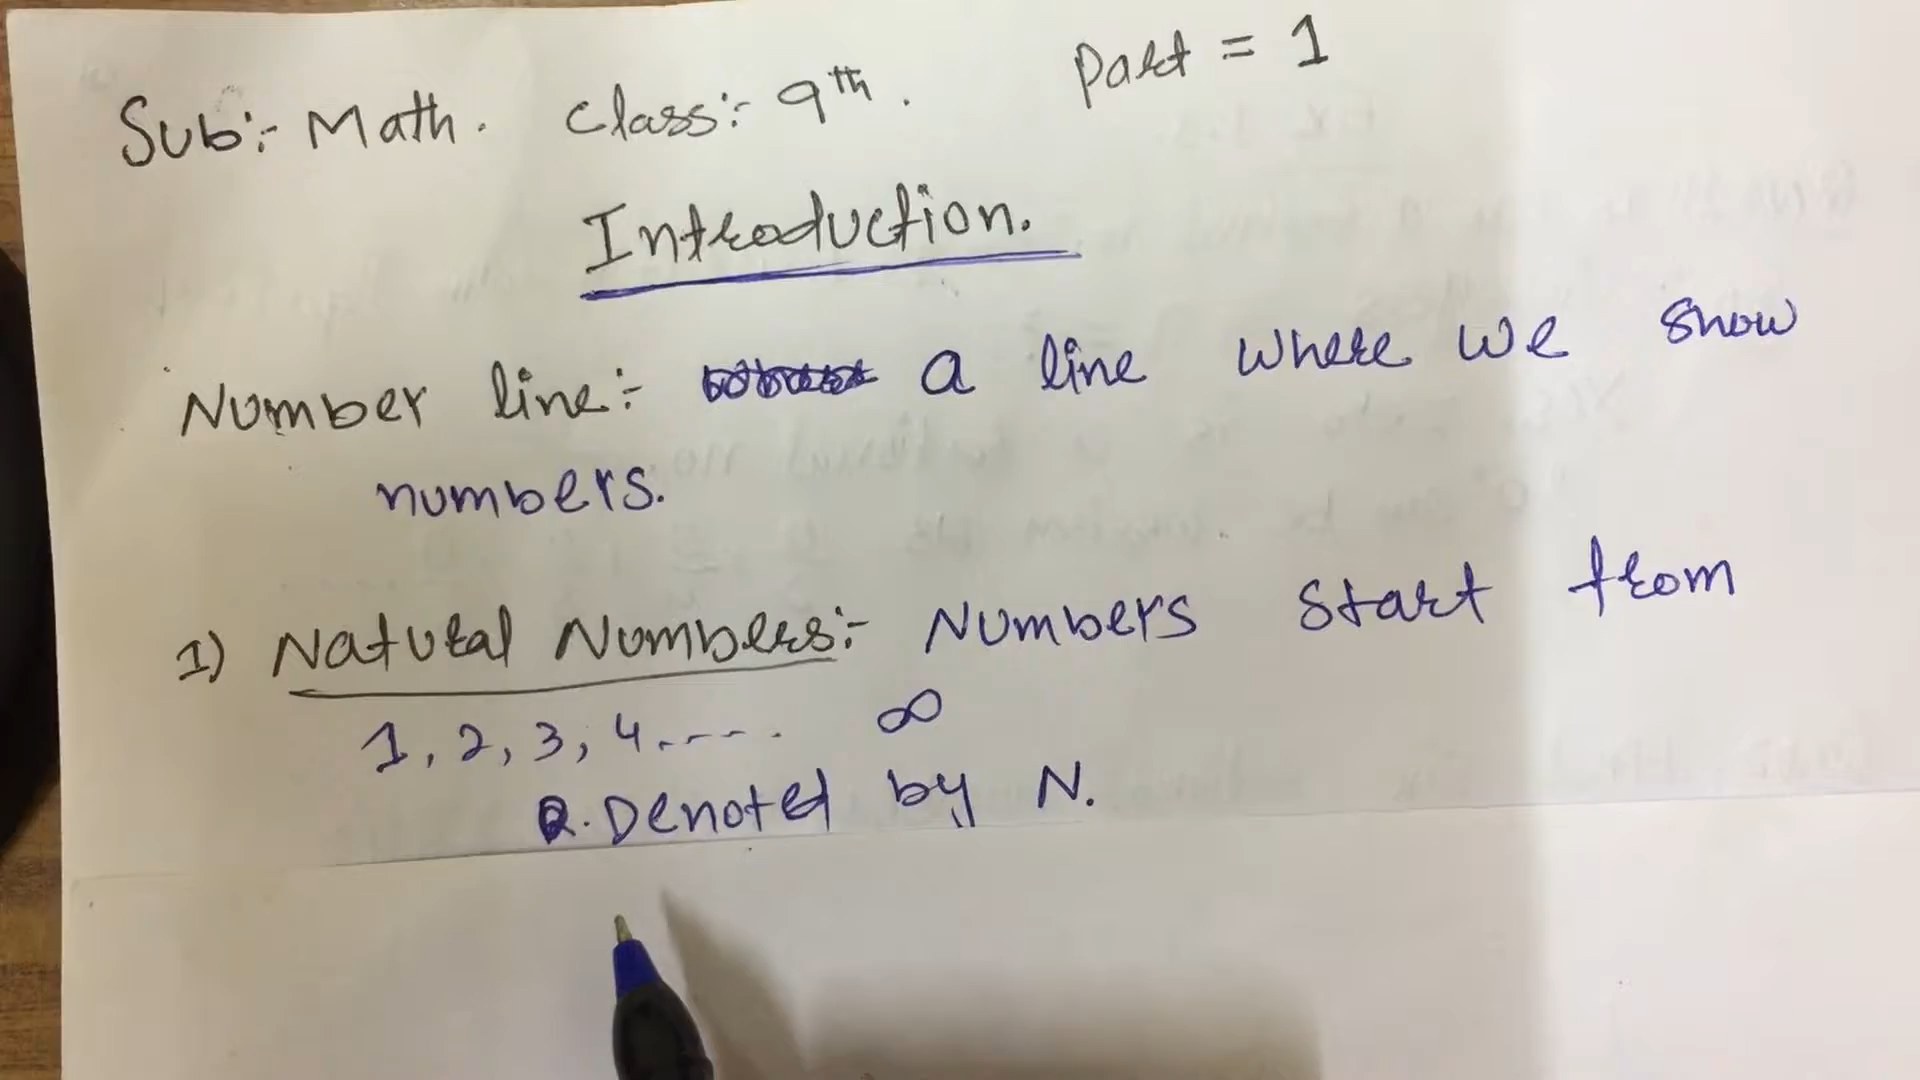 Sub:- Math. Class:- 9th. Part = 1
Introduction.
Number line:- a line where we show
numbers.
1) Natural Numbers:- Numbers start from
1, 2, 3, 4.---. ∞
Denoted by N.